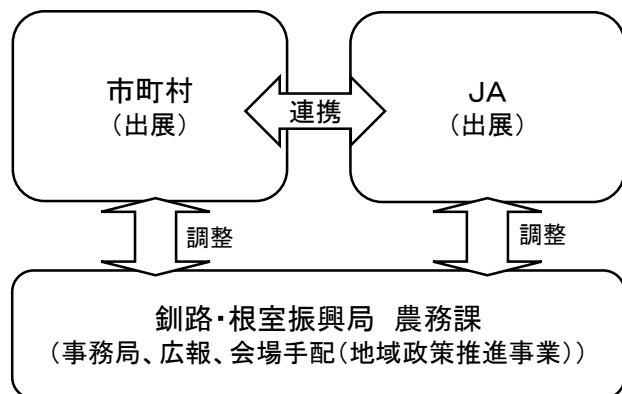 市町村
（出展）
連携
JA
（出展）
調整
調整
釧路・根室振興局　農務課
（事務局、広報、会場手配（地域政策推進事業））